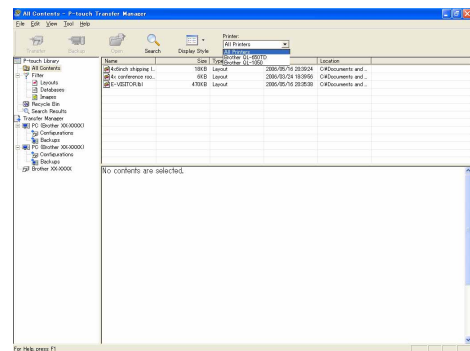 All Contents - P-touch Transfer Manager
File Edit View Tool Help
Transfer Backup Open Search Display Style
Printer:
All Printers
All Printers
Brother QL-650TD
Brother QL-1050
P-touch Library
All Contents
Filter
Layouts
Databases
Images
Recycle Bin
Search Results
Transfer Manager
PC (Brother XX-XXXX)
Configurations
Backups
PC (Brother XX-XXXX)
Configurations
Backups
Brother XX-XXXX
Name Size Type Location
4x6inch shipping l... 18KB Layout 2006/05/16 20:39:24 C:¥Documents and ...
4x conference roo... 6KB Layout 2006/03/24 18:39:56 C:¥Documents and ...
E-VISITOR.lbl 470KB Layout 2006/05/16 20:35:38 C:¥Documents and ...
No contents are selected.
For Help, press F1